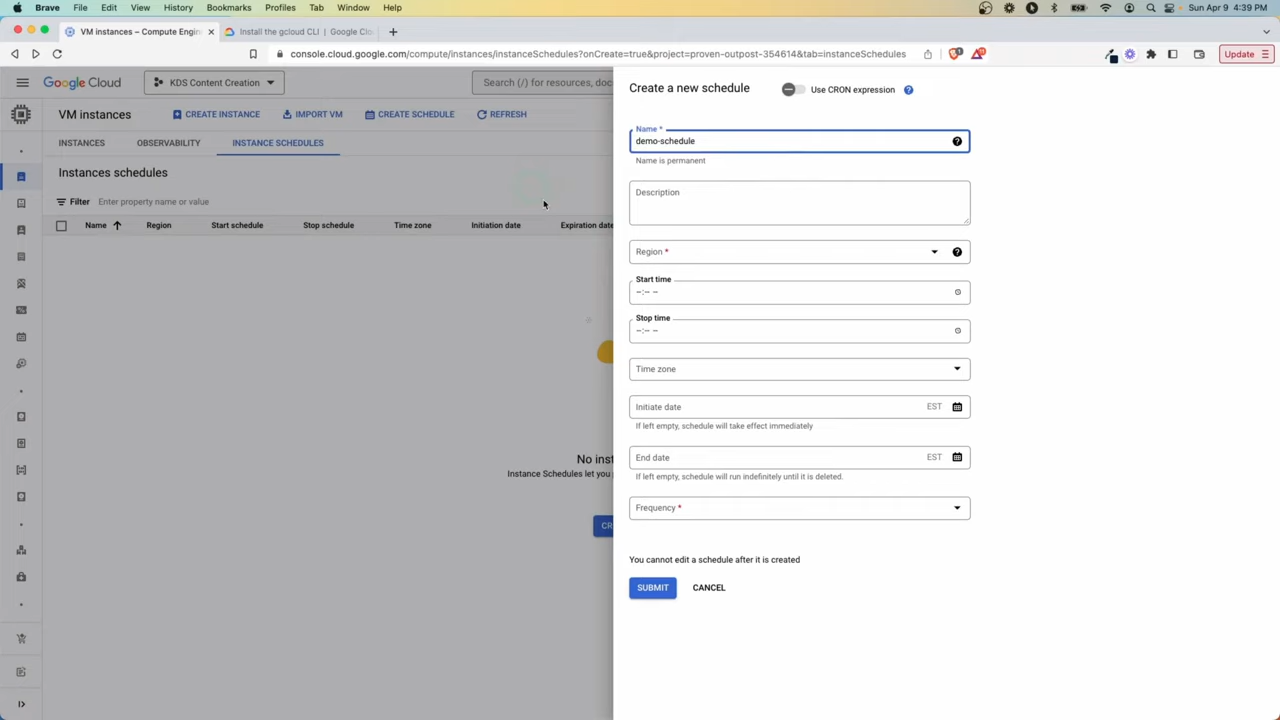 Brave File Edit View History Bookmarks Profiles Tab Window Help
Sun Apr 9 4:39 PM
VM instances – Compute Engin
Install the gcloud CLI | Google Clo
console.cloud.google.com/compute/instances/instanceSchedules?onCreate=true&project=proven-outpost-354614&tab=instanceSchedules
Update
Google Cloud
KDS Content Creation
Search (/) for resources, doc
VM instances
CREATE INSTANCE
IMPORT VM
CREATE SCHEDULE
REFRESH
INSTANCES
OBSERVABILITY
INSTANCE SCHEDULES
Instances schedules
Filter Enter property name or value
Name Region Start schedule Stop schedule Time zone Initiation date Expiration date
No inst
Instance Schedules let you
CR
Create a new schedule
Use CRON expression
Name *
demo-schedule
Name is permanent
Description
Region *
Start time
--:-- --
Stop time
--:-- --
Time zone
Initiate date
EST
If left empty, schedule will take effect immediately
End date
EST
If left empty, schedule will run indefinitely until it is deleted.
Frequency *
You cannot edit a schedule after it is created
SUBMIT
CANCEL